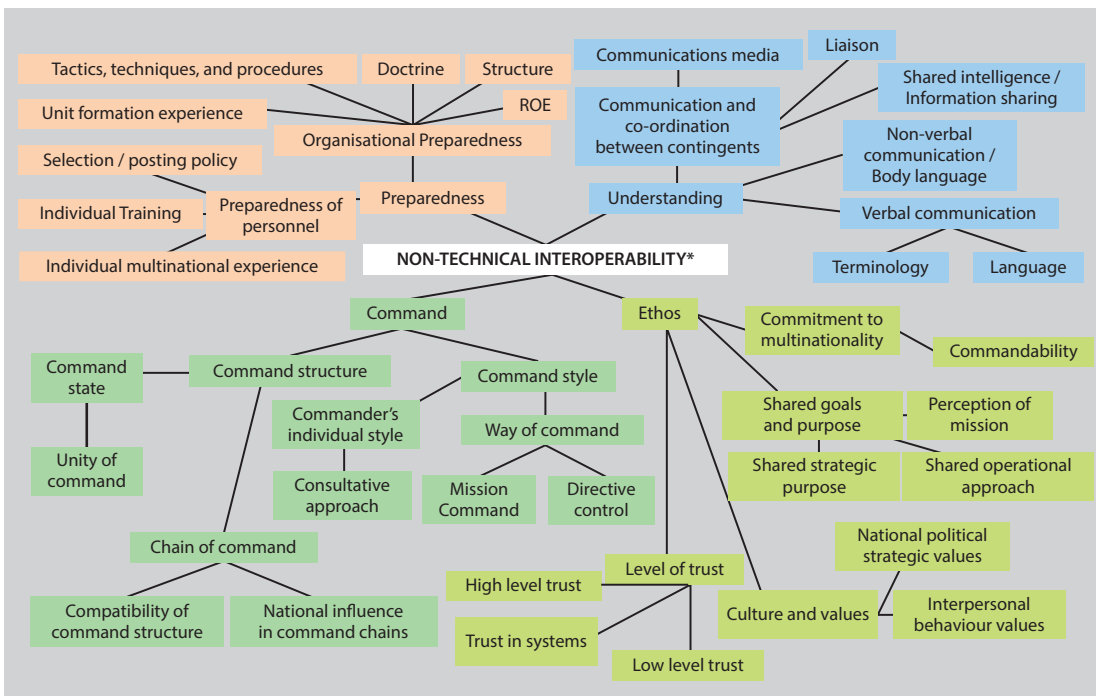 Tactics, techniques, and procedures
Doctrine
Structure
Unit formation experience
ROE
Organisational Preparedness
Selection / posting policy
Individual Training
Preparedness of
personnel
Preparedness
Individual multinational experience
Communications media
Liaison
Shared intelligence /
Information sharing
Communication and
co-ordination
between contingents
Non-verbal
communication /
Body language
Understanding
Verbal communication
Terminology
Language
NON-TECHNICAL INTEROPERABILITY*
Command
Command
state
Command structure
Command style
Unity of
command
Commander’s
individual style
Way of command
Consultative
approach
Mission
Command
Directive
control
Chain of command
Compatibility of
command structure
National influence
in command chains
Ethos
Commitment to
multinationality
Commandability
Shared goals
and purpose
Perception of
mission
Shared strategic
purpose
Shared operational
approach
Level of trust
High level trust
Trust in systems
Low level trust
Culture and values
National political
strategic values
Interpersonal
behaviour values